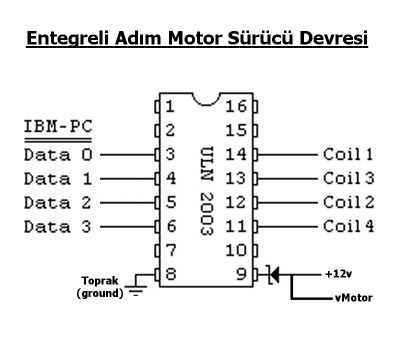 Entegreli Adım Motor Sürücü Devresi
IBM-PC
1 16
2 15
Data 0 3 14 Coil 1
Data 1 4 13 Coil 3
Data 2 5 12 Coil 2
Data 3 6 11 Coil 4
7 10
8 9
ULN 2003
Toprak
(ground)
+12v
vMotor